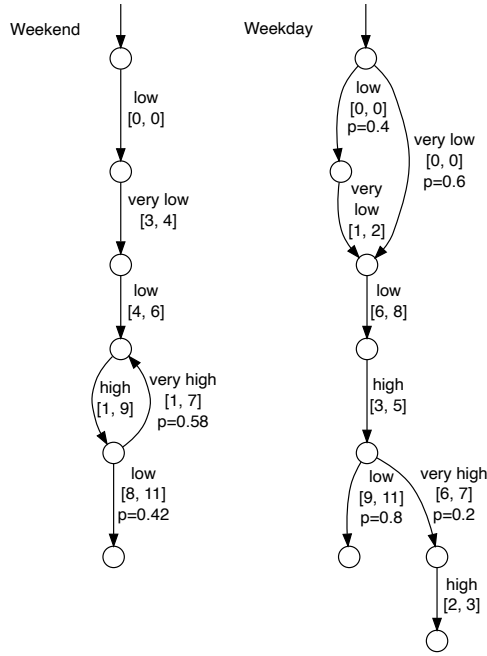 Weekend
low
[0, 0]
very low
[3, 4]
low
[4, 6]
high
[1, 9]
very high
[1, 7]
p=0.58
low
[8, 11]
p=0.42
Weekday
low
[0, 0]
p=0.4
very low
[0, 0]
p=0.6
very
low
[1, 2]
low
[6, 8]
high
[3, 5]
low
[9, 11]
p=0.8
very high
[6, 7]
p=0.2
high
[2, 3]